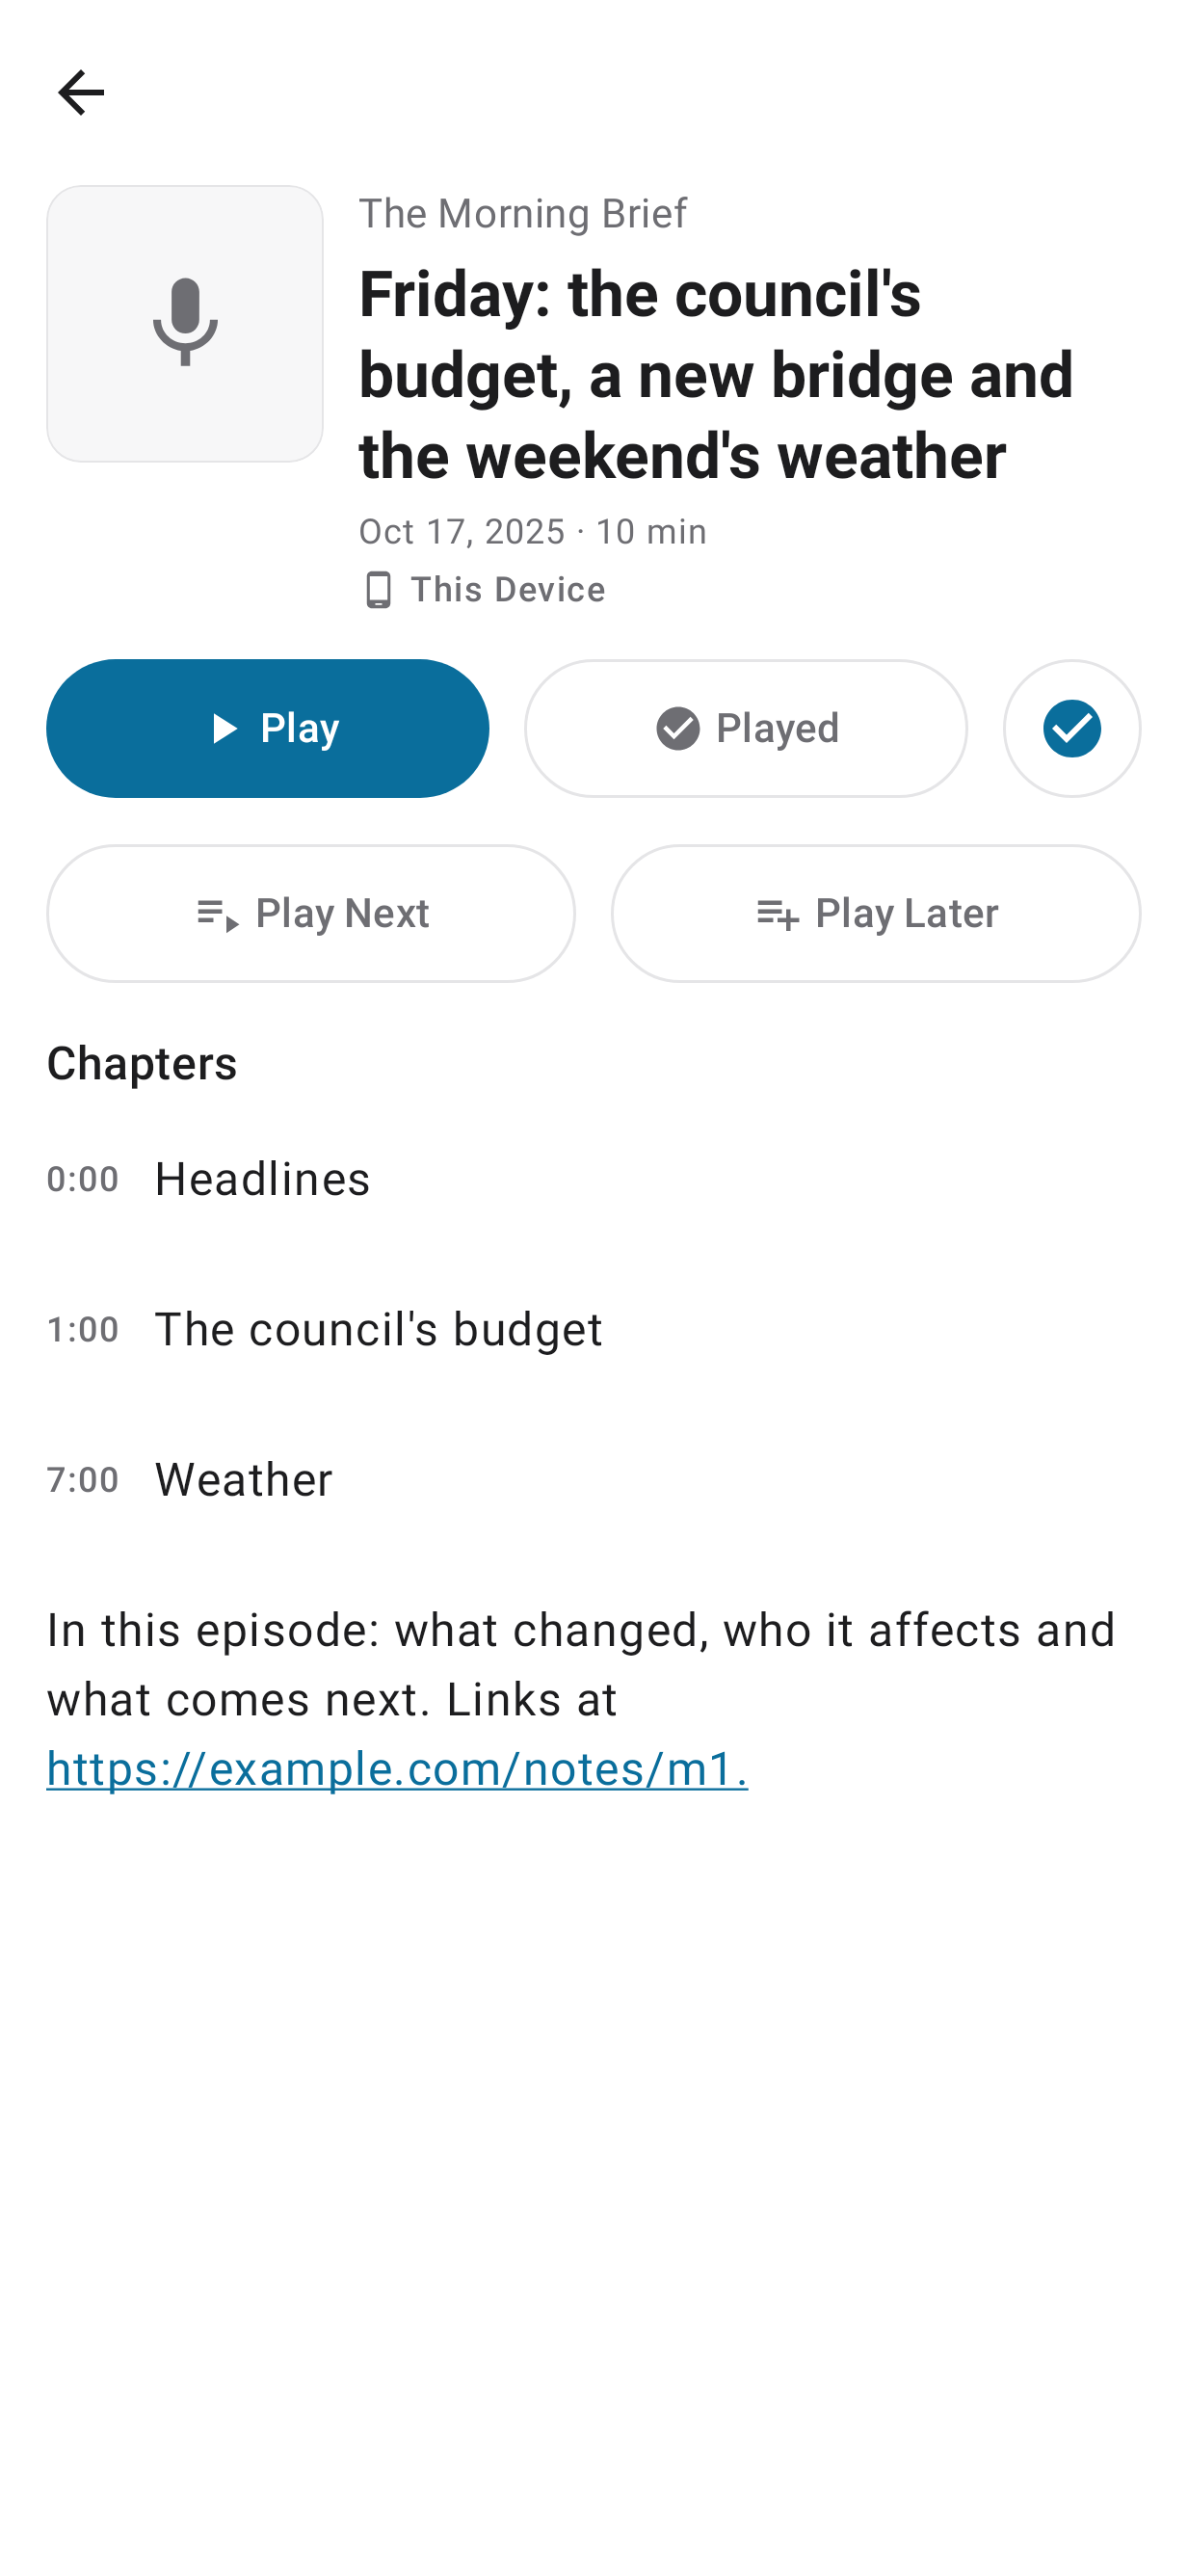 The Morning Brief
Friday: the council's
budget, a new bridge and
the weekend's weather
Oct 17, 2025 · 10 min
This Device
Play
Played
Play Next
Play Later
Chapters
0:00 Headlines
1:00 The council's budget
7:00 Weather
In this episode: what changed, who it affects and
what comes next. Links at
https://example.com/notes/m1.